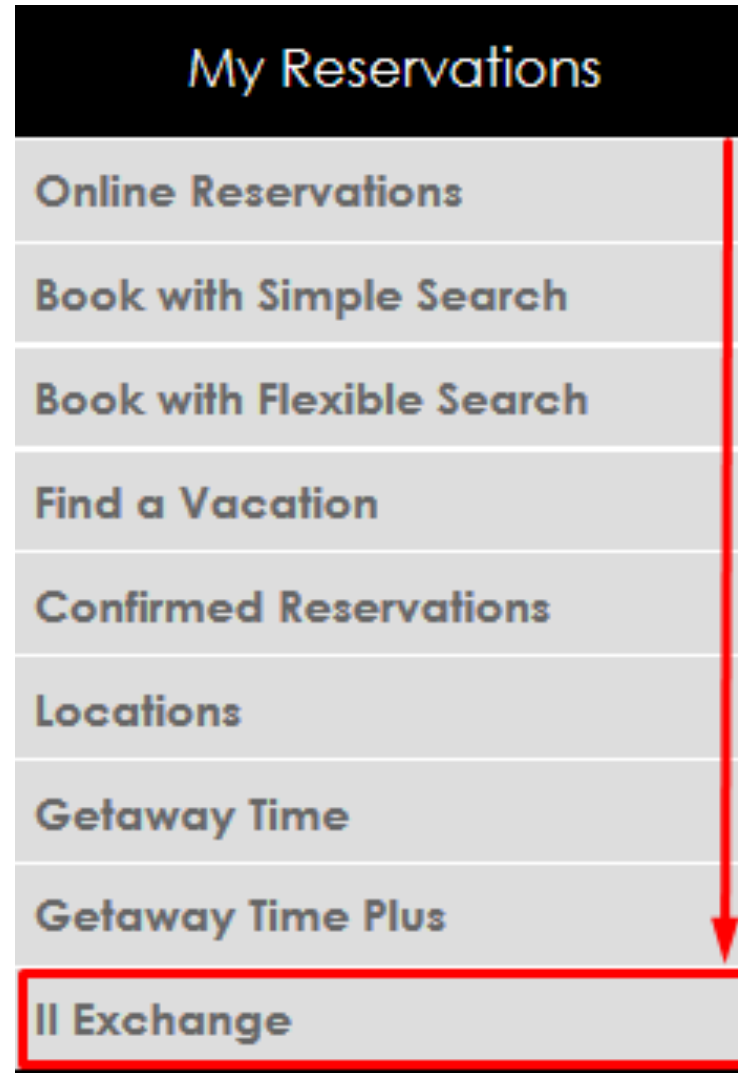 My Reservations
Online Reservations
Book with Simple Search
Book with Flexible Search
Find a Vacation
Confirmed Reservations
Locations
Getaway Time
Getaway Time Plus
II Exchange